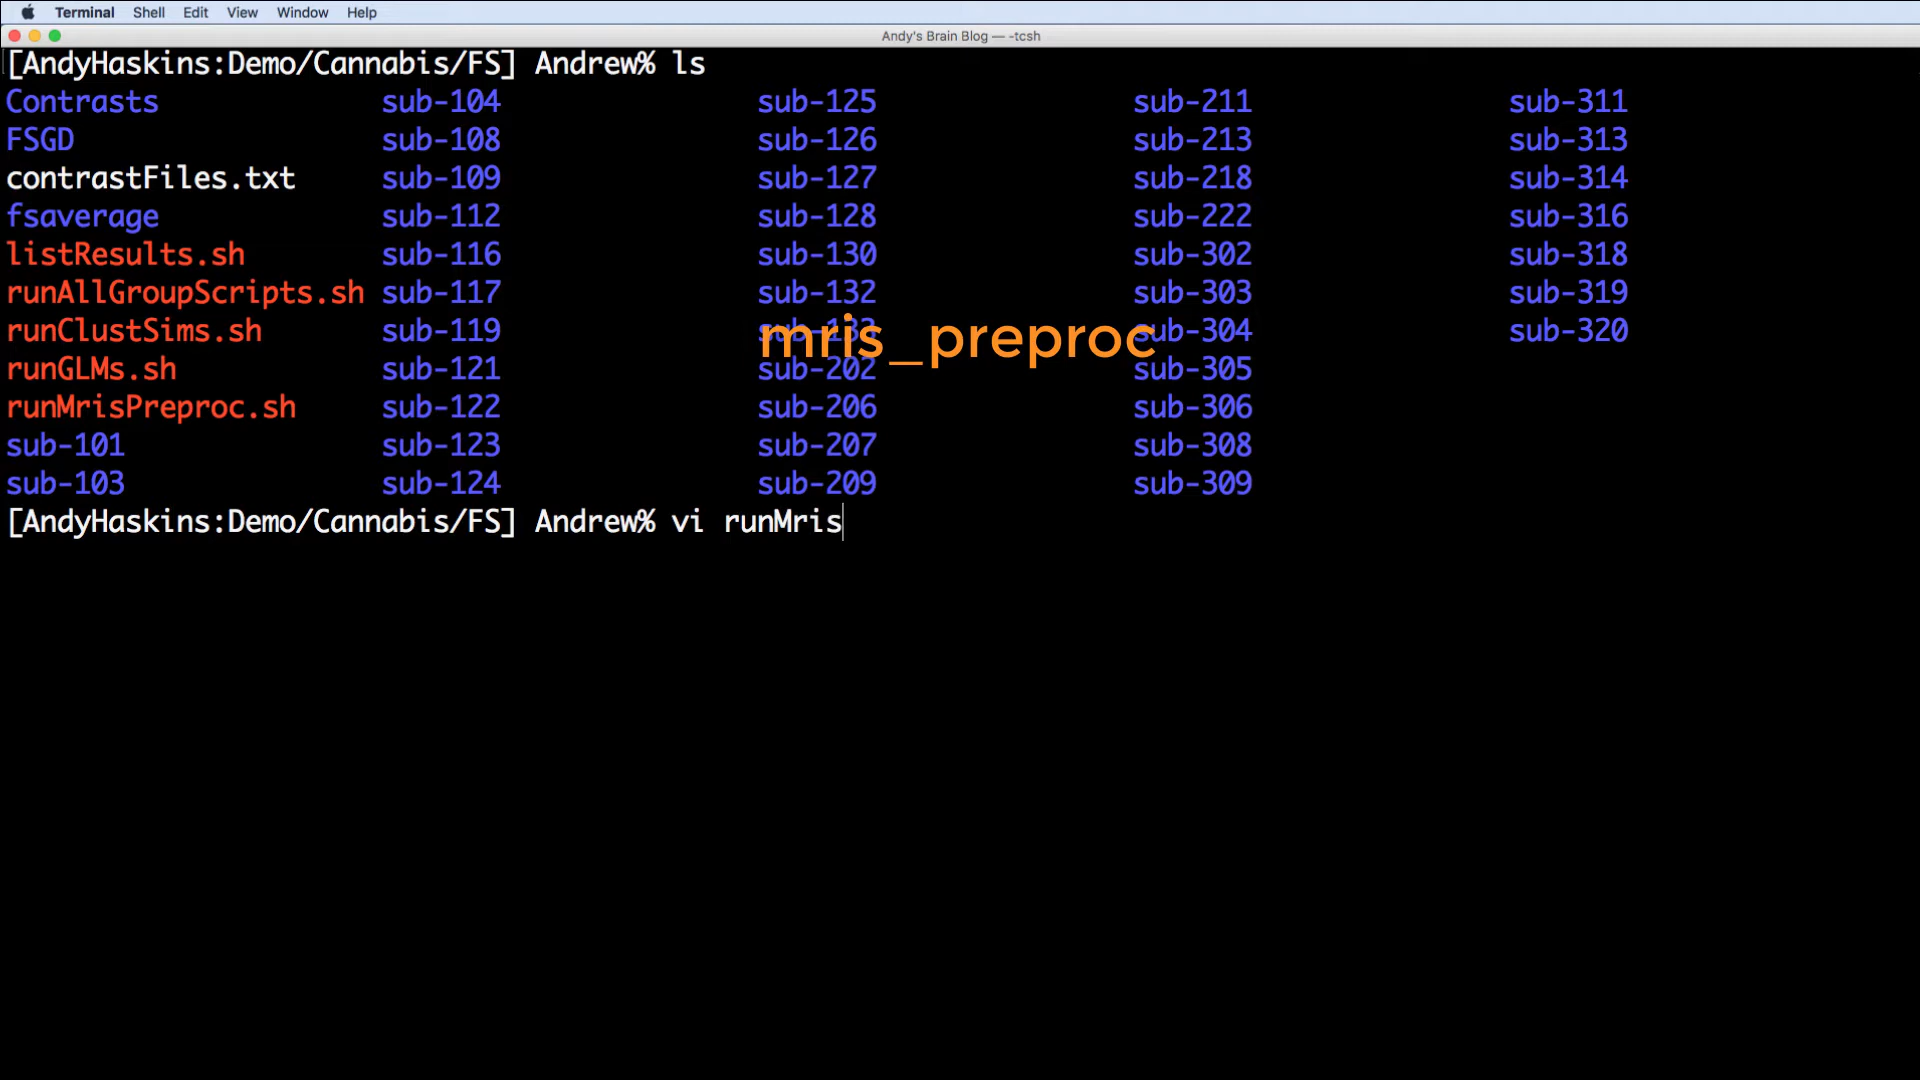 Terminal Shell Edit View Window Help
Andy's Brain Blog — -tcsh
[AndyHaskins:Demo/Cannabis/FS] Andrew% ls
Contrasts sub-104 sub-125 sub-211 sub-311
FSGD sub-108 sub-126 sub-213 sub-313
contrastFiles.txt sub-109 sub-127 sub-218 sub-314
fsaverage sub-112 sub-128 sub-222 sub-316
listResults.sh sub-116 sub-130 sub-302 sub-318
runAllGroupScripts.sh sub-117 sub-132 sub-303 sub-319
runClustSims.sh sub-119 sub-133 sub-304 sub-320
mris_preproc
runGLMs.sh sub-121 sub-202 sub-305
runMrisPreproc.sh sub-122 sub-206 sub-306
sub-101 sub-123 sub-207 sub-308
sub-103 sub-124 sub-209 sub-309
[AndyHaskins:Demo/Cannabis/FS] Andrew% vi runMris